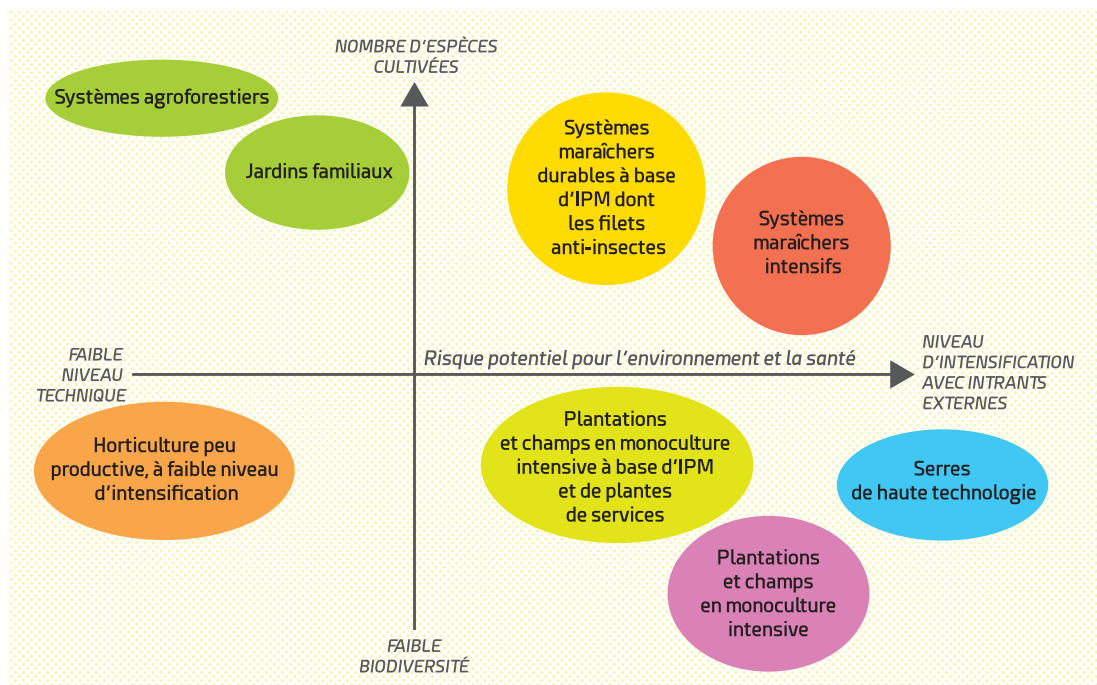 NOMBRE D'ESPÈCES
CULTIVÉES
Systèmes agroforestiers
Jardins familiaux
Systèmes
maraîchers
durables à base
d'IPM dont
les filets
anti-insectes
Systèmes
maraîchers
intensifs
FAIBLE
NIVEAU
TECHNIQUE
Risque potentiel pour l'environnement et la santé
NIVEAU
D'INTENSIFICATION
AVEC INTRANTS
EXTERNES
Horticulture peu
productive, à faible niveau
d'intensification
Plantations
et champs en monoculture
intensive à base d'IPM
et de plantes
de services
Serres
de haute technologie
Plantations
et champs
en monoculture
intensive
FAIBLE
BIODIVERSITÉ